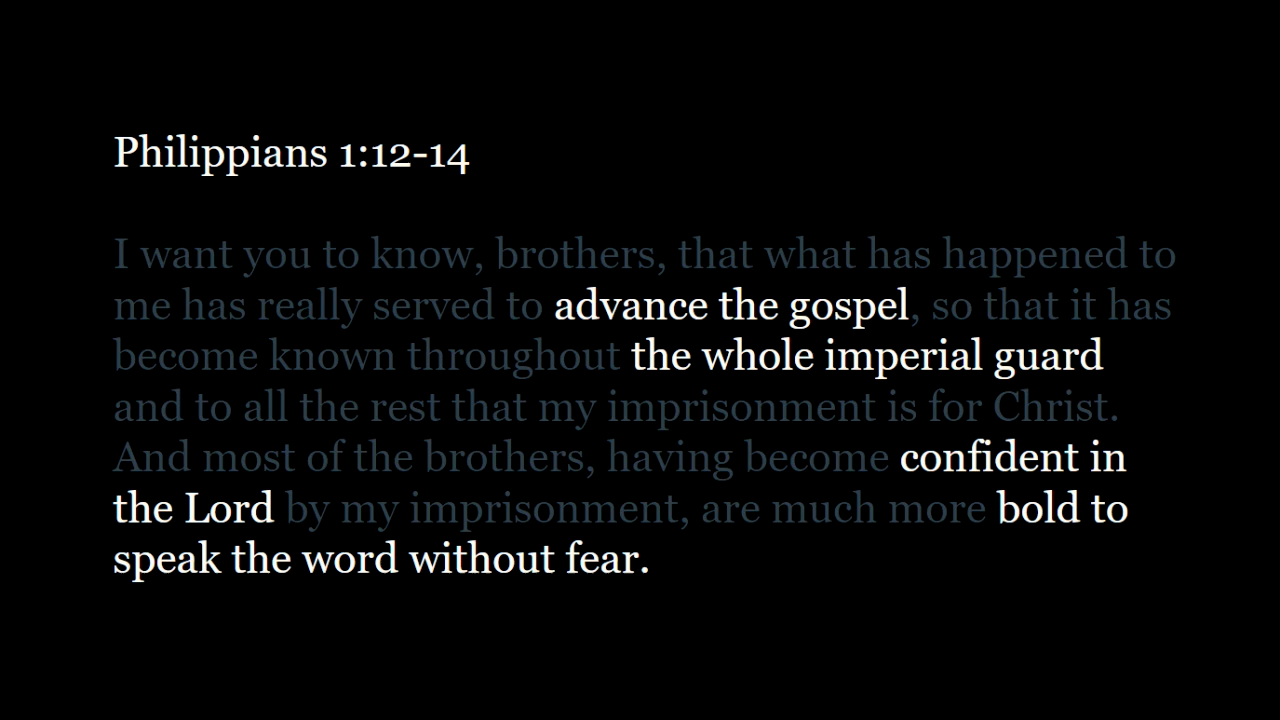 Philippians 1:12-14
I want you to know, brothers, that what has happened to
me has really served to advance the gospel, so that it has
become known throughout the whole imperial guard
and to all the rest that my imprisonment is for Christ.
And most of the brothers, having become confident in
the Lord by my imprisonment, are much more bold to
speak the word without fear.